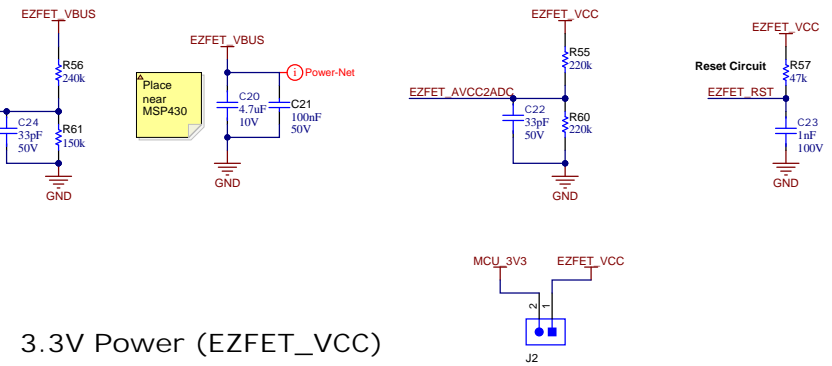 EZFET_VBUS
R56
240k
C24
33pF
50V
R61
150k
GND
EZFET_VBUS
Power-Net
i
Place
near
MSP430
C20
4.7uF
10V
C21
100nF
50V
GND
EZFET_VCC
R55
220k
EZFET_AVCC2ADC
C22
33pF
50V
R60
220k
GND
EZFET_VCC
Reset Circuit
R57
47k
EZFET_RST
C23
1nF
100V
GND
MCU_3V3
EZFET_VCC
2
1
J2
3.3V Power (EZFET_VCC)